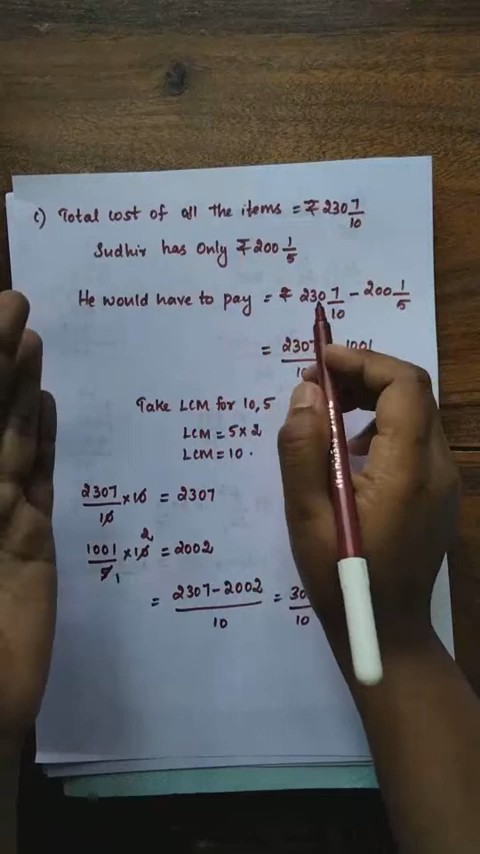 c) Total cost of all the items = ₹ 230 7/10
Sudhir has only ₹ 200 1/5
He would have to pay = ₹ 230 7/10 - 200 1/5
= 2307/10 1001
Take LCM for 10, 5
LCM = 5 × 2
LCM = 10.
2307/10 × 10 = 2307
1001/5 1 × 10 2 = 2002
= 2307-2002/10 = 30 /10